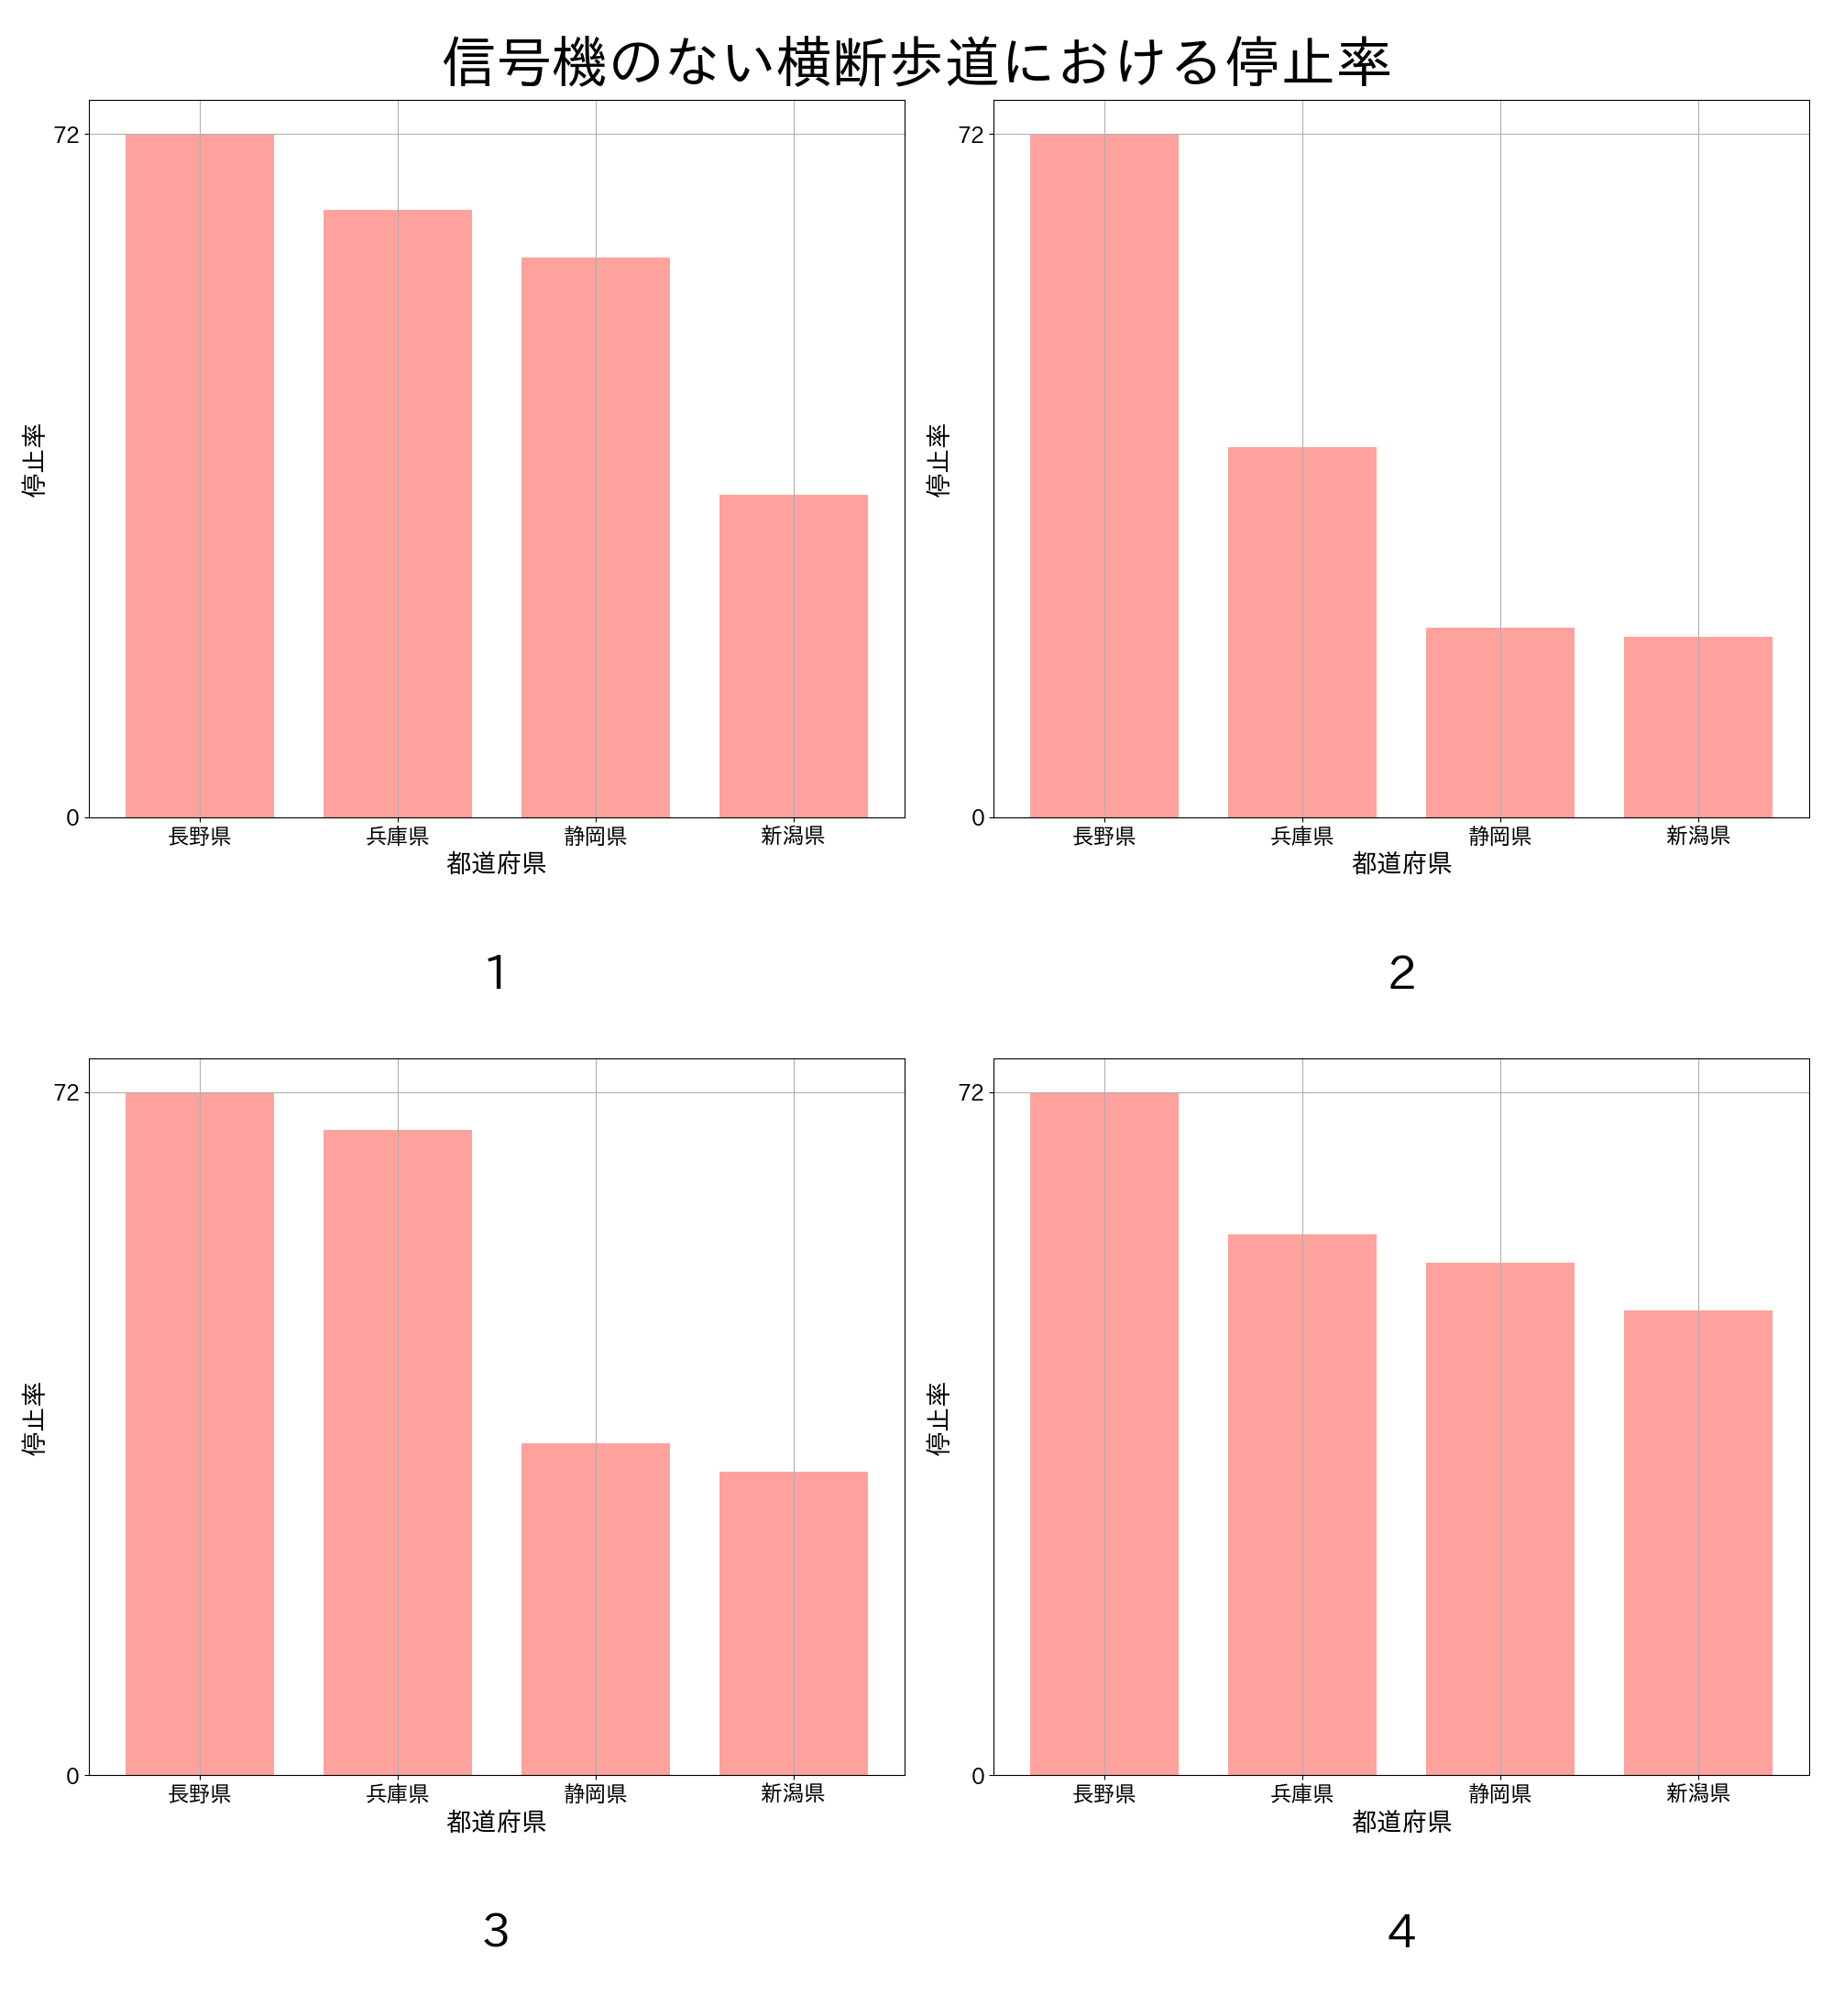 信号機のない横断歩道における停止率
72
0
停止率
長野県 兵庫県 静岡県 新潟県
都道府県
1
72
0
停止率
長野県 兵庫県 静岡県 新潟県
都道府県
2
72
0
停止率
長野県 兵庫県 静岡県 新潟県
都道府県
3
72
0
停止率
長野県 兵庫県 静岡県 新潟県
都道府県
4